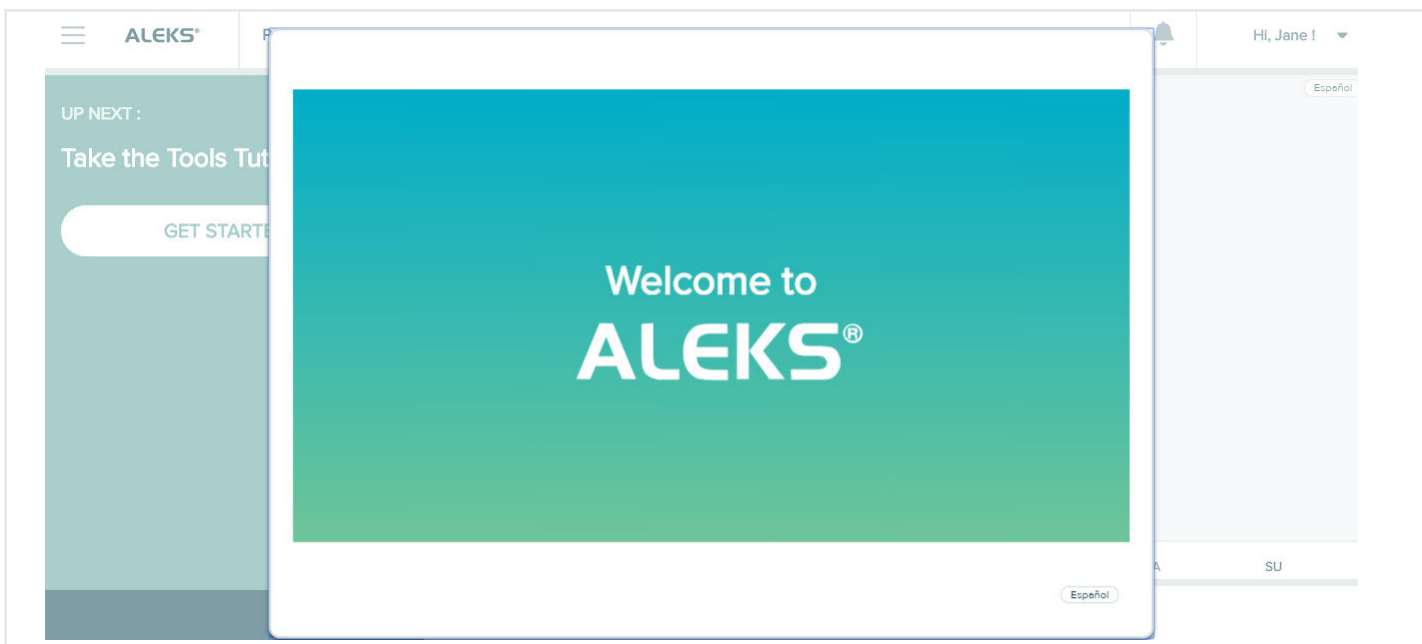 ALEKS®
Hi, Jane !
Español
UP NEXT :
Take the Tools Tut
GET STARTE
Welcome to
ALEKS®
SU
Español